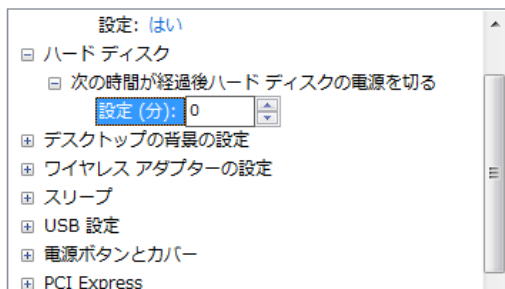 設定: はい
ハード ディスク
次の時間が経過後ハード ディスクの電源を切る
設定 (分): 0
デスクトップの背景の設定
ワイヤレス アダプターの設定
スリープ
USB 設定
電源ボタンとカバー
PCI Express